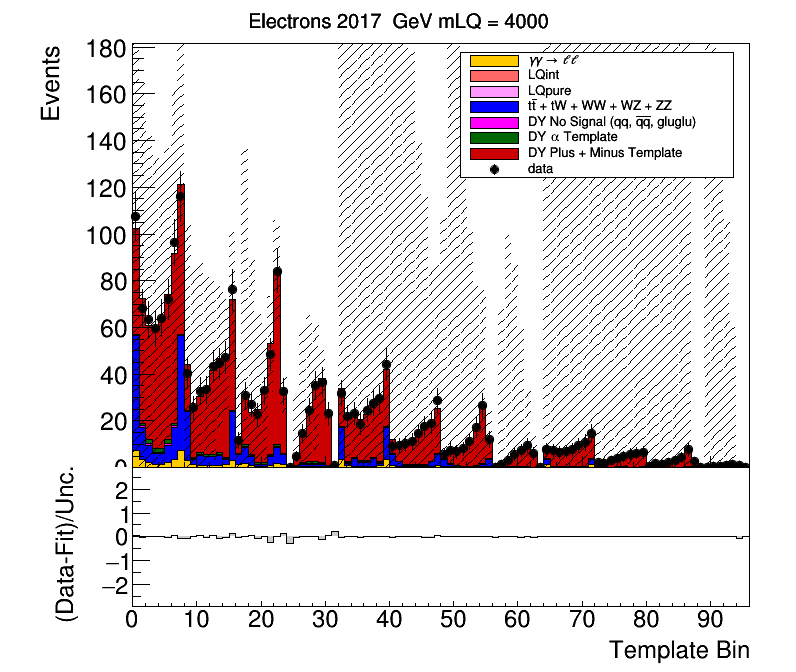 Electrons 2017 GeV mLQ = 4000
Events
180
160
140
120
100
80
60
40
20
0
γγ → ℓℓ
LQint
LQpure
tt̄ + tW + WW + WZ + ZZ
DY No Signal (qq, q̅q̅, gluglu)
DY α Template
DY Plus + Minus Template
data
(Data-Fit)/Unc.
2
1
0
−1
−2
0 10 20 30 40 50 60 70 80 90
Template Bin